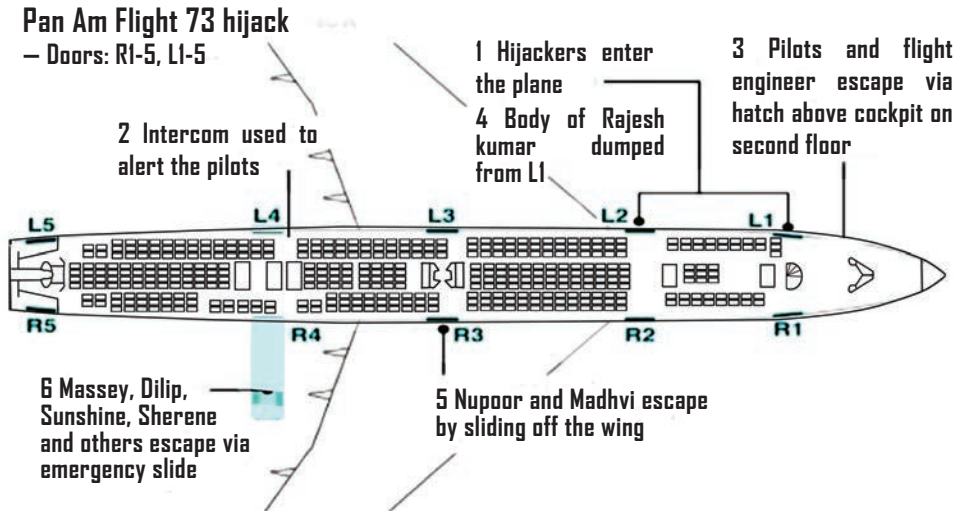 Pan Am Flight 73 hijack
– Doors: R1-5, L1-5
1 Hijackers enter
the plane
3 Pilots and flight
engineer escape via
hatch above cockpit on
second floor
4 Body of Rajesh
kumar dumped
from L1
2 Intercom used to
alert the pilots
L5
L4
L3
L2
L1
R5
R4
R3
R2
R1
6 Massey, Dilip,
Sunshine, Sherene
and others escape via
emergency slide
5 Nupoor and Madhvi escape
by sliding off the wing